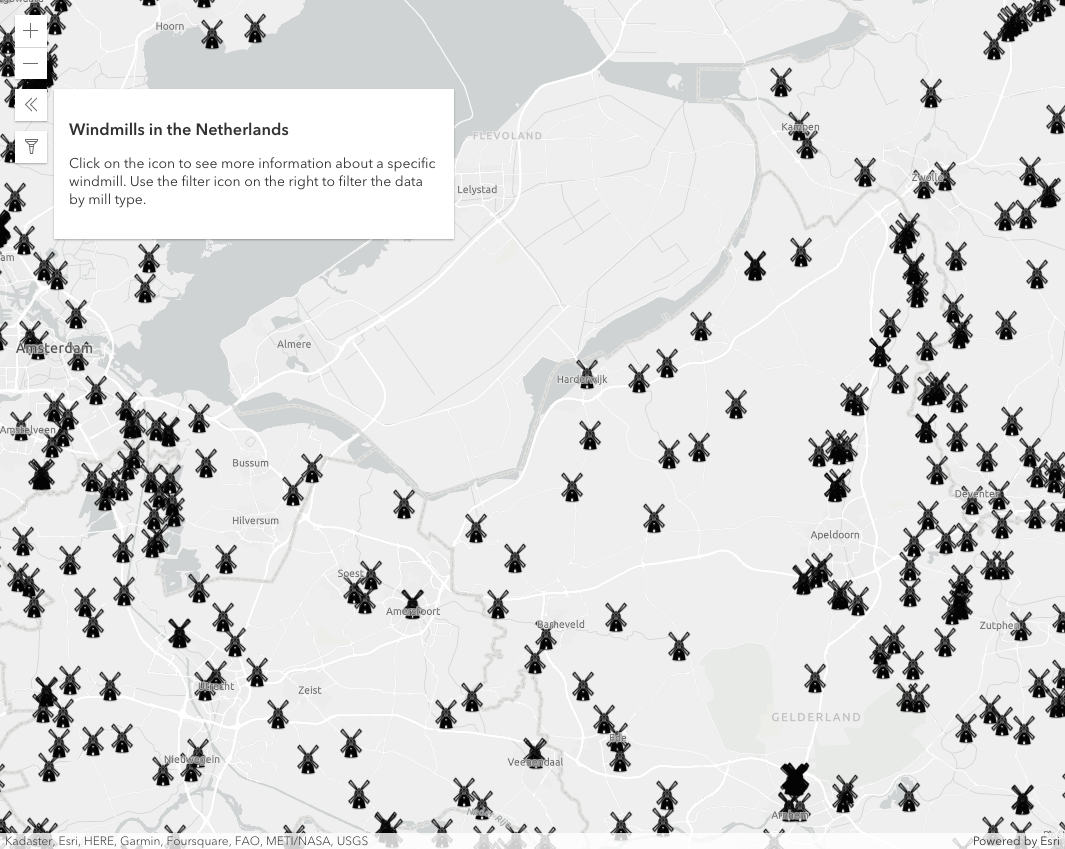 Hoorn
Windmills in the Netherlands
Click on the icon to see more information about a specific
windmill. Use the filter icon on the right to filter the data
by mill type.
FLEVOLAND
Kampen
Zwolle
Lelystad
am
Amsterdam
Almere
Harderwijk
Amstelveen
Bussum
Hilversum
Deventer
Apeldoorn
Soest
Amersfoort
Barneveld
Zutphen
Utrecht
Zeist
GELDERLAND
Ede
Nieuwegein
Veenendaal
Arnhem
Kadaster, Esri, HERE, Garmin, Foursquare, FAO, METI/NASA, USGS
Powered by Esri